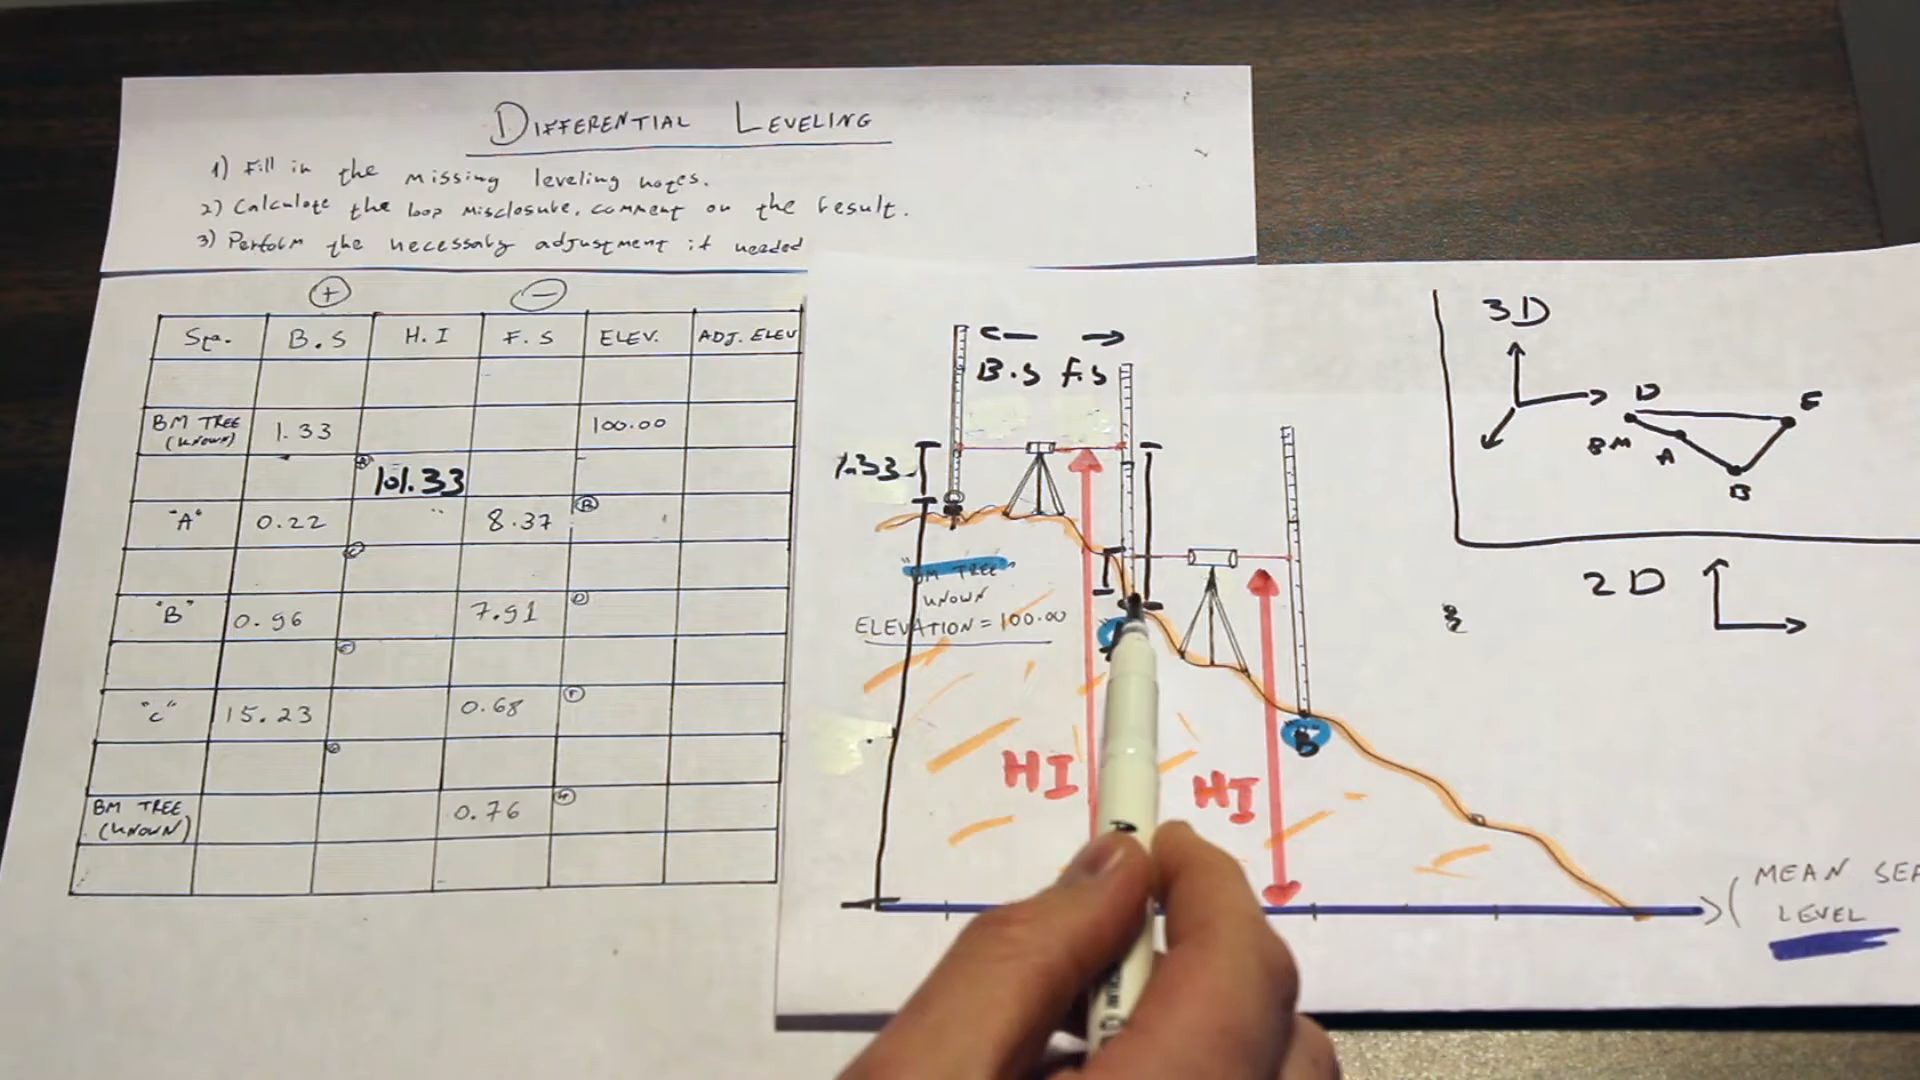 DIFFERENTIAL LEVELING
1) Fill in the missing leveling notes.
2) Calculate the loop misclosure, comment on the result.
3) Perform the necessary adjustment if needed
+ −
Sta. B.S H.I F.S ELEV. ADJ. ELEV
BM TREE (KNOWN) 1.33 100.00
A 101.33
"A" 0.22 8.37 B
C
"B" 0.96 7.91 D
E
"C" 15.23 0.68 F
G
BM TREE (KNOWN) 0.76 H
B.S F.S
1.33
"BM TREE"
KNOWN
ELEVATION = 100.00
HI HI
B
MEAN SEA
LEVEL
3D
D
BM A
B
2D